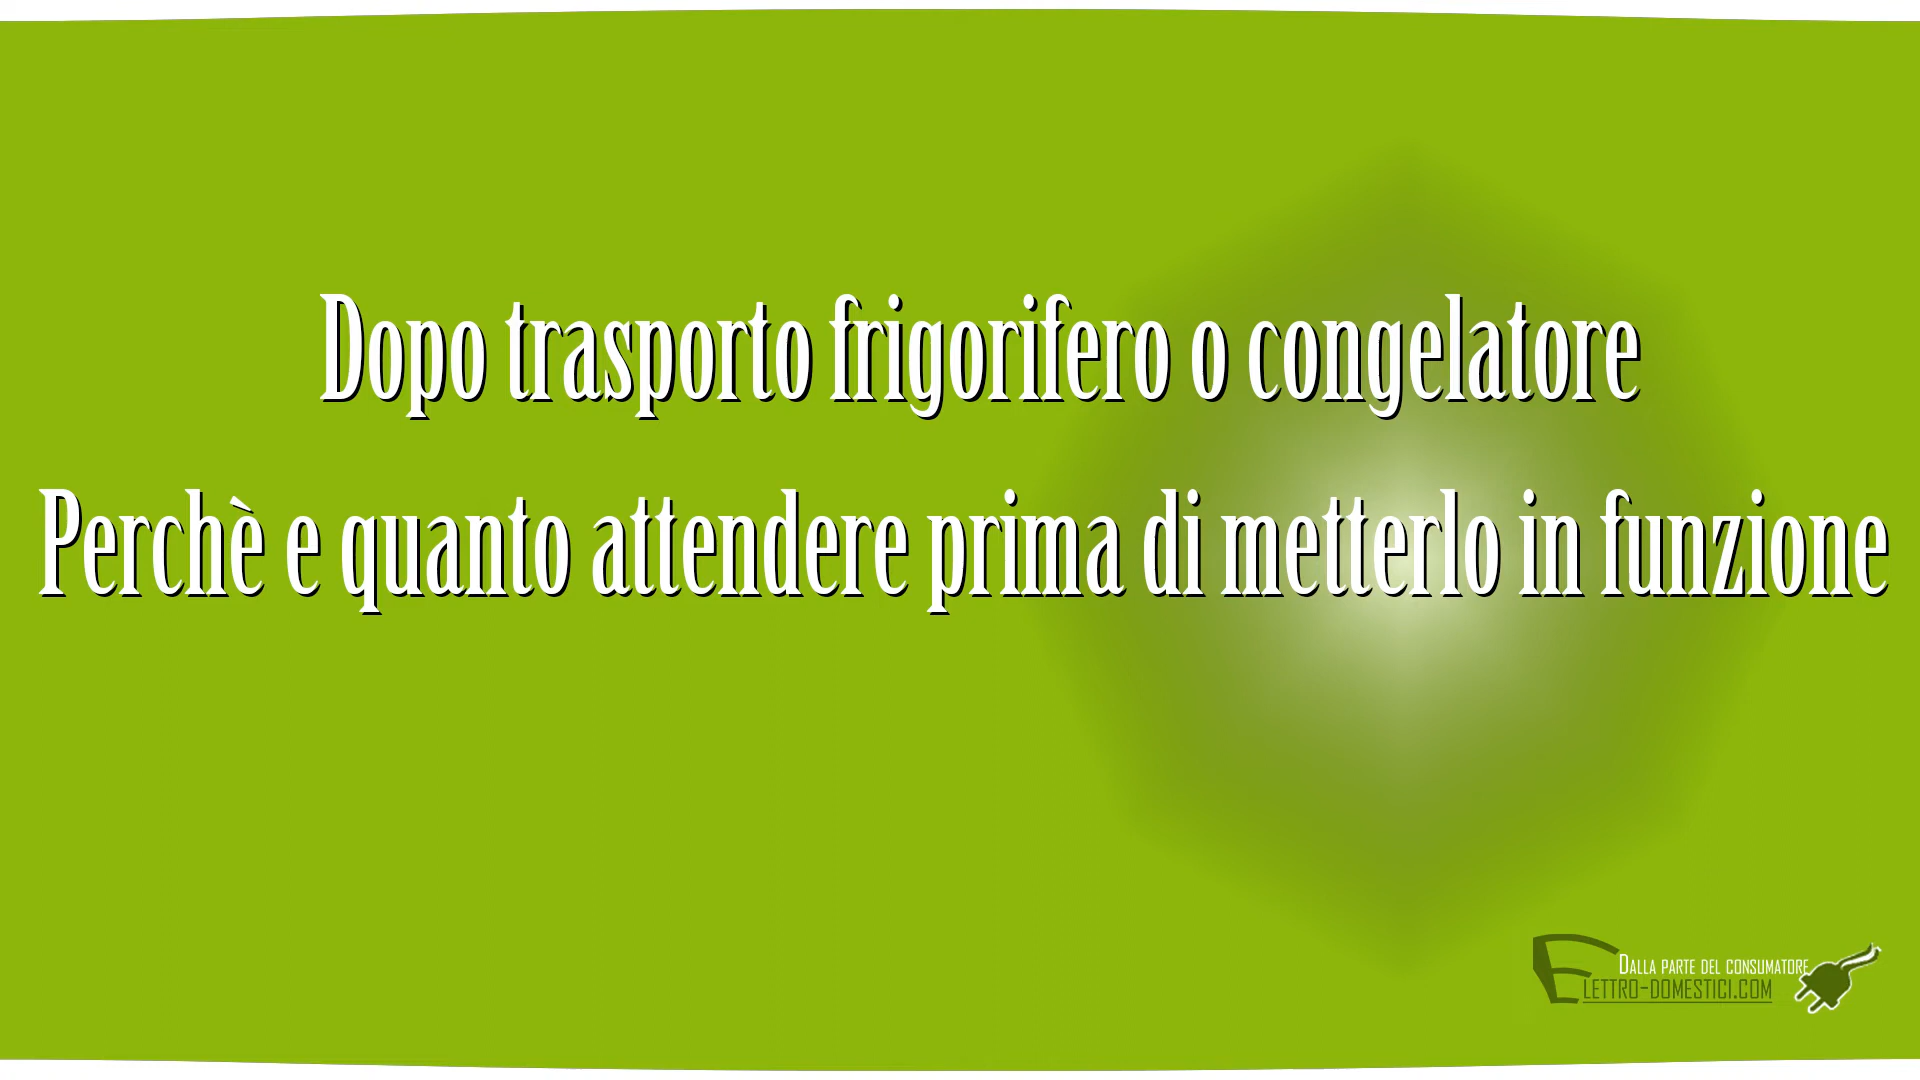 Dopo trasporto frigorifero o congelatore
Perchè e quanto attendere prima di metterlo in funzione
Dalla parte del consumatore
Elettro-domestici.com